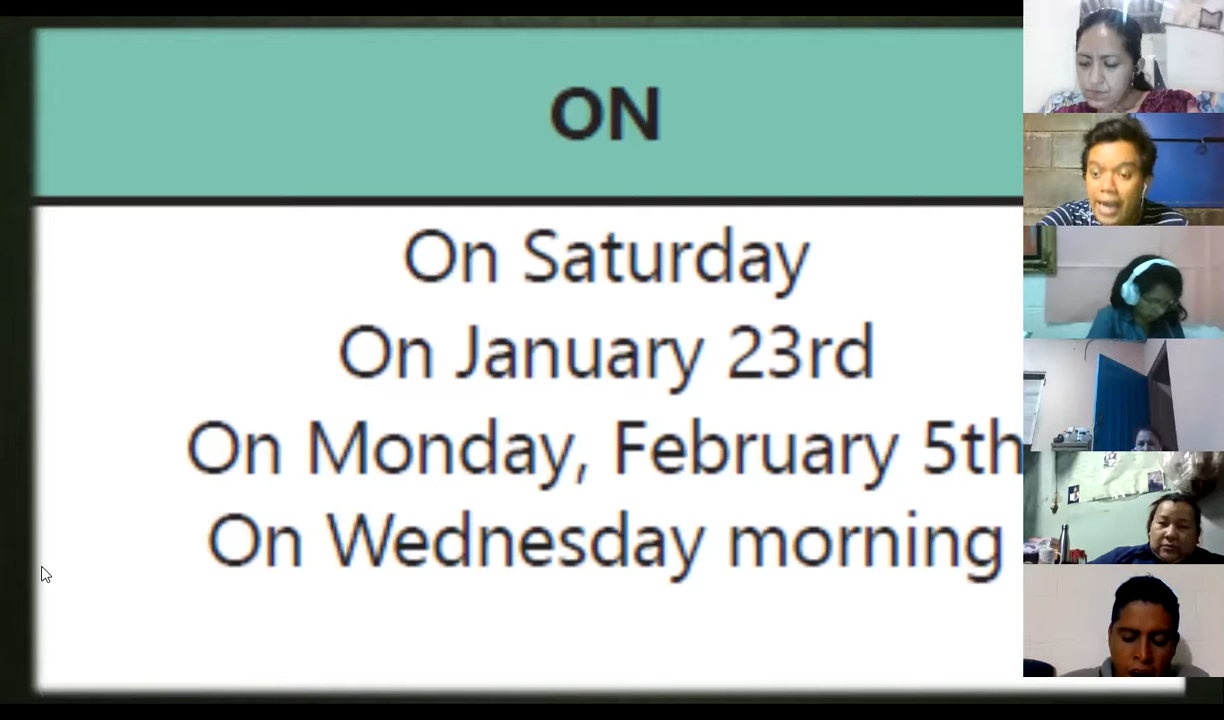 ON
On Saturday
On January 23rd
On Monday, February 5th
On Wednesday morning